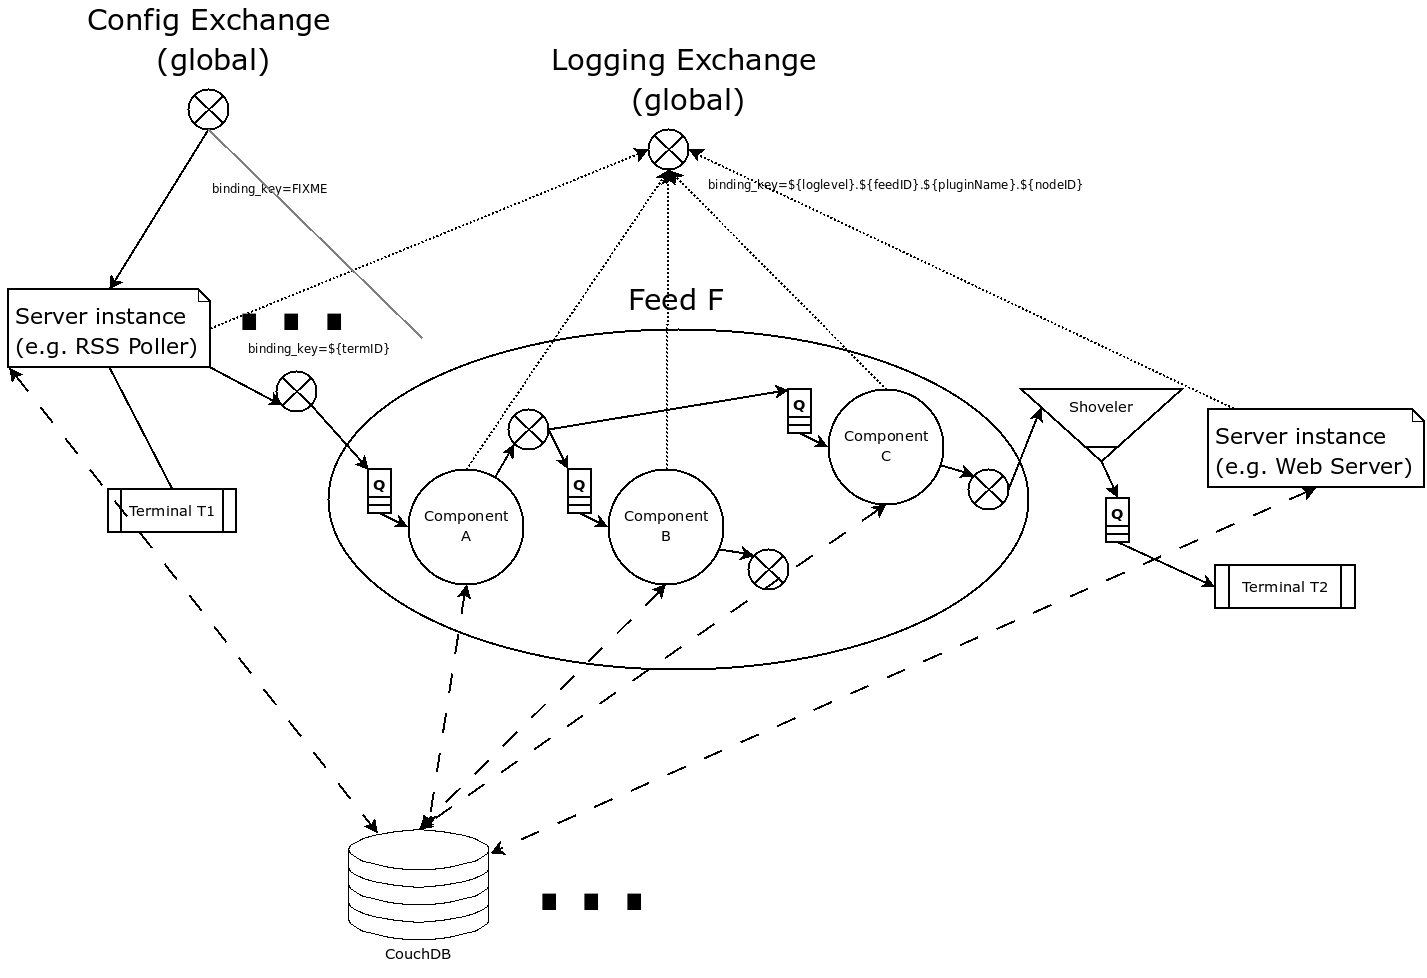 Config Exchange
(global)
Logging Exchange
(global)
binding_key=FIXME
binding_key=${loglevel}.${feedID}.${pluginName}.${nodeID}
Feed F
Server instance
(e.g. RSS Poller)
binding_key=${termID}
Q
Component
C
Shoveler
Server instance
(e.g. Web Server)
Q
Component
A
Q
Component
B
Terminal T1
Q
Terminal T2
CouchDB